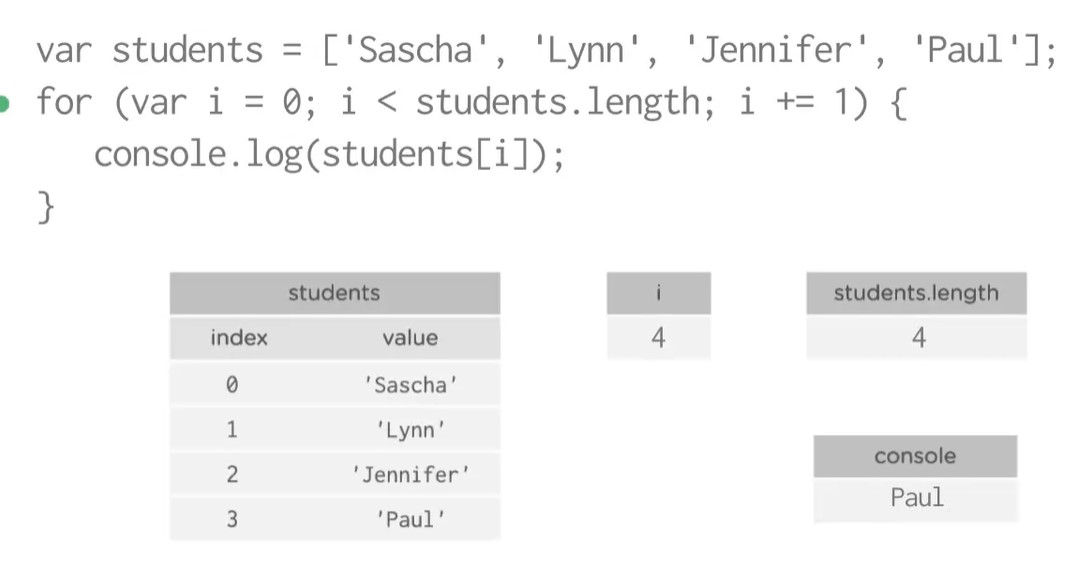 var students = ['Sascha', 'Lynn', 'Jennifer', 'Paul'];
for (var i = 0; i < students.length; i += 1) {
   console.log(students[i]);
}
students
index value
0 'Sascha'
1 'Lynn'
2 'Jennifer'
3 'Paul'
i
4
students.length
4
console
Paul